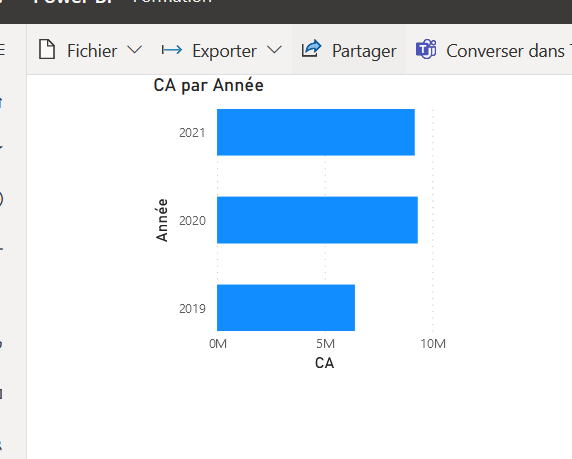 Power BI Formation
Fichier Exporter Partager Converser dans
CA par Année
2021
2020
2019
Année
0M 5M 10M
CA